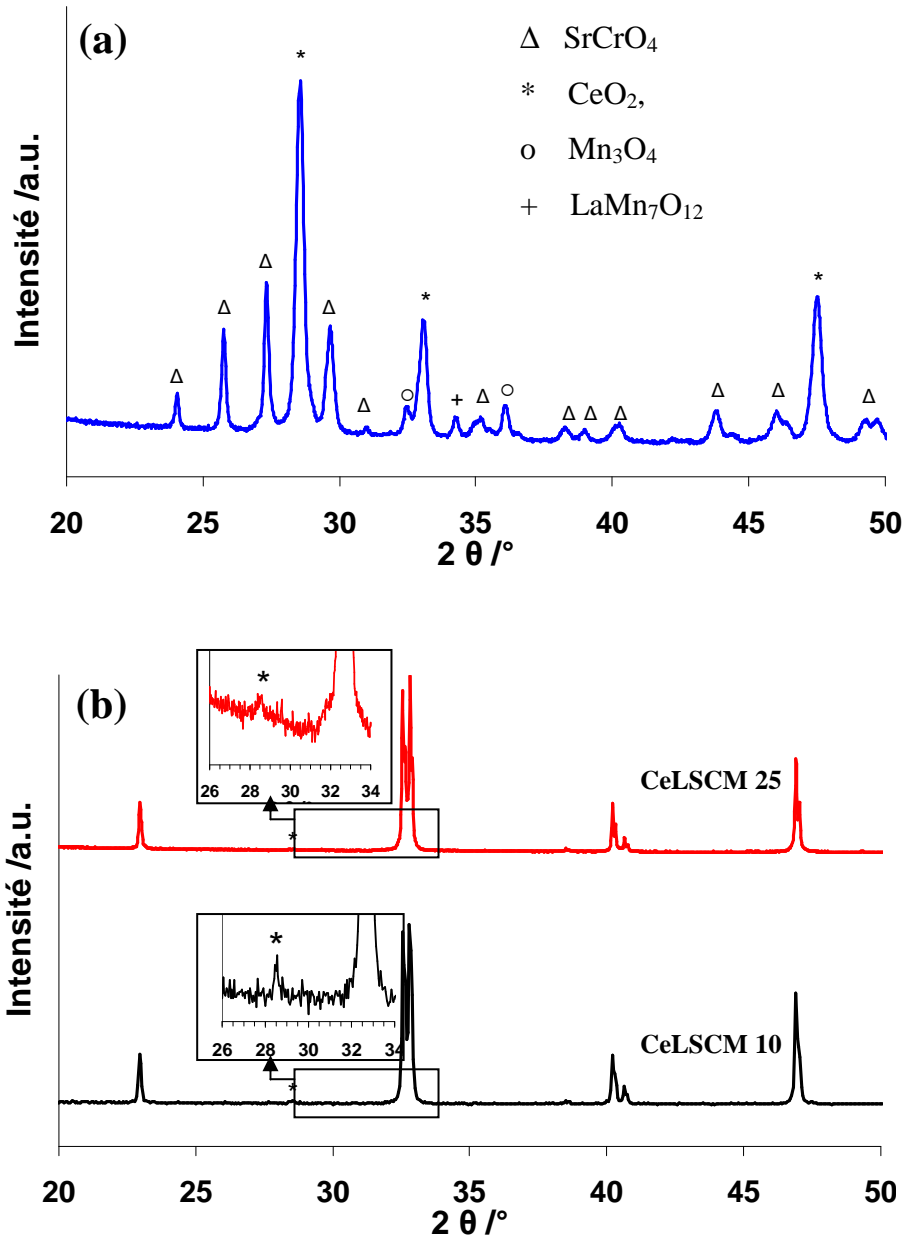 (a)
Δ SrCrO₄
* CeO₂,
o Mn₃O₄
+ LaMn₇O₁₂
Intensité /a.u.
* Δ Δ Δ Δ Δ o * + Δ o Δ Δ Δ Δ Δ * Δ
20 25 30 35 40 45 50
2 θ /°
(b)
*
26 28 30 32 34
CeLSCM 25
*
Intensité /a.u.
*
26 28 30 32 34
CeLSCM 10
*
20 25 30 35 40 45 50
2 θ /°